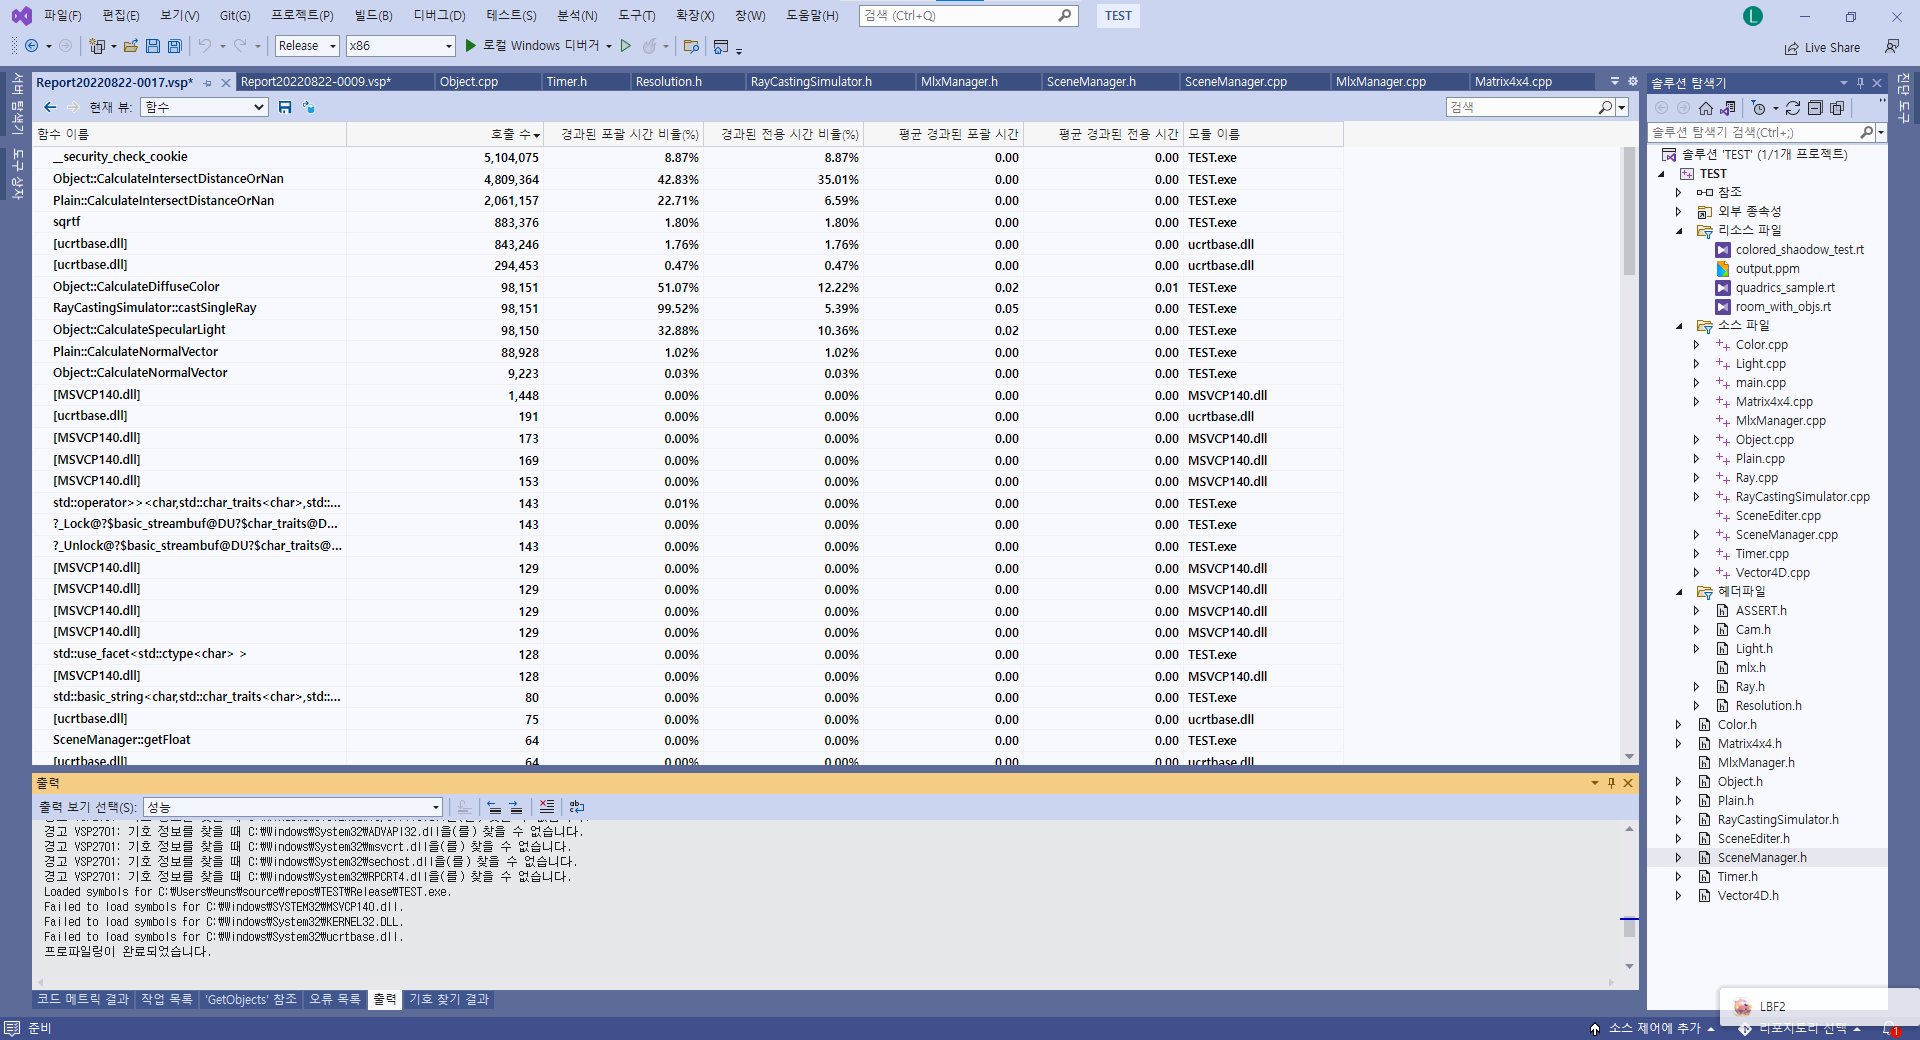 파일(F) 편집(E) 보기(V) Git(G) 프로젝트(P) 빌드(B) 디버그(D) 테스트(S) 분석(N) 도구(T) 확장(X) 창(W) 도움말(H) 검색 (Ctrl+Q) TEST L
Release x86 로컬 Windows 디버거 Live Share
서버 탐색기
도구 상자
Report20220822-0017.vsp* Report20220822-0009.vsp* Object.cpp Timer.h Resolution.h RayCastingSimulator.h MlxManager.h SceneManager.h SceneManager.cpp MlxManager.cpp Matrix4x4.cpp
현재 뷰: 함수 검색
함수 이름 호출 수 경과된 포괄 시간 비율(%) 경과된 전용 시간 비율(%) 평균 경과된 포괄 시간 평균 경과된 전용 시간 모듈 이름
__security_check_cookie 5,104,075 8.87% 8.87% 0.00 0.00 TEST.exe
Object::CalculateIntersectDistanceOrNan 4,809,364 42.83% 35.01% 0.00 0.00 TEST.exe
Plain::CalculateIntersectDistanceOrNan 2,061,157 22.71% 6.59% 0.00 0.00 TEST.exe
sqrtf 883,376 1.80% 1.80% 0.00 0.00 TEST.exe
[ucrtbase.dll] 843,246 1.76% 1.76% 0.00 0.00 ucrtbase.dll
[ucrtbase.dll] 294,453 0.47% 0.47% 0.00 0.00 ucrtbase.dll
Object::CalculateDiffuseColor 98,151 51.07% 12.22% 0.02 0.01 TEST.exe
RayCastingSimulator::castSingleRay 98,151 99.52% 5.39% 0.05 0.00 TEST.exe
Object::CalculateSpecularLight 98,150 32.88% 10.36% 0.02 0.00 TEST.exe
Plain::CalculateNormalVector 88,928 1.02% 1.02% 0.00 0.00 TEST.exe
Object::CalculateNormalVector 9,223 0.03% 0.03% 0.00 0.00 TEST.exe
[MSVCP140.dll] 1,448 0.00% 0.00% 0.00 0.00 MSVCP140.dll
[ucrtbase.dll] 191 0.00% 0.00% 0.00 0.00 ucrtbase.dll
[MSVCP140.dll] 173 0.00% 0.00% 0.00 0.00 MSVCP140.dll
[MSVCP140.dll] 169 0.00% 0.00% 0.00 0.00 MSVCP140.dll
[MSVCP140.dll] 153 0.00% 0.00% 0.00 0.00 MSVCP140.dll
std::operator>><char,std::char_traits<char>,std::... 143 0.01% 0.00% 0.00 0.00 TEST.exe
?_Lock@?$basic_streambuf@DU?$char_traits@D... 143 0.00% 0.00% 0.00 0.00 TEST.exe
?_Unlock@?$basic_streambuf@DU?$char_traits@... 143 0.00% 0.00% 0.00 0.00 TEST.exe
[MSVCP140.dll] 129 0.00% 0.00% 0.00 0.00 MSVCP140.dll
[MSVCP140.dll] 129 0.00% 0.00% 0.00 0.00 MSVCP140.dll
[MSVCP140.dll] 129 0.00% 0.00% 0.00 0.00 MSVCP140.dll
[MSVCP140.dll] 129 0.00% 0.00% 0.00 0.00 MSVCP140.dll
std::use_facet<std::ctype<char> > 128 0.00% 0.00% 0.00 0.00 TEST.exe
[MSVCP140.dll] 128 0.00% 0.00% 0.00 0.00 MSVCP140.dll
std::basic_string<char,std::char_traits<char>,std::... 80 0.00% 0.00% 0.00 0.00 TEST.exe
[ucrtbase.dll] 75 0.00% 0.00% 0.00 0.00 ucrtbase.dll
SceneManager::getFloat 64 0.00% 0.00% 0.00 0.00 TEST.exe
[ucrtbase.dll] 64 0.00% 0.00% 0.00 0.00 ucrtbase.dll
출력
출력 보기 선택(S): 성능
경고 VSP2701: 기호 정보를 찾을 때 C:\Windows\System32\ADVAPI32.dll을(를) 찾을 수 없습니다.
경고 VSP2701: 기호 정보를 찾을 때 C:\Windows\System32\msvcrt.dll을(를) 찾을 수 없습니다.
경고 VSP2701: 기호 정보를 찾을 때 C:\Windows\System32\sechost.dll을(를) 찾을 수 없습니다.
경고 VSP2701: 기호 정보를 찾을 때 C:\Windows\System32\RPCRT4.dll을(를) 찾을 수 없습니다.
Loaded symbols for C:\Users\euns\source\repos\TEST\Release\TEST.exe.
Failed to load symbols for C:\Windows\SYSTEM32\MSVCP140.dll.
Failed to load symbols for C:\Windows\System32\KERNEL32.DLL.
Failed to load symbols for C:\Windows\System32\ucrtbase.dll.
프로파일링이 완료되었습니다.
코드 메트릭 결과 작업 목록 'GetObjects' 참조 오류 목록 출력 기호 찾기 결과
솔루션 탐색기
솔루션 탐색기 검색(Ctrl+;)
솔루션 'TEST' (1/1개 프로젝트)
TEST
참조
외부 종속성
리소스 파일
colored_shaodow_test.rt
output.ppm
quadrics_sample.rt
room_with_objs.rt
소스 파일
Color.cpp
Light.cpp
main.cpp
Matrix4x4.cpp
MlxManager.cpp
Object.cpp
Plain.cpp
Ray.cpp
RayCastingSimulator.cpp
SceneEditer.cpp
SceneManager.cpp
Timer.cpp
Vector4D.cpp
헤더파일
ASSERT.h
Cam.h
Light.h
mlx.h
Ray.h
Resolution.h
Color.h
Matrix4x4.h
MlxManager.h
Object.h
Plain.h
RayCastingSimulator.h
SceneEditer.h
SceneManager.h
Timer.h
Vector4D.h
진단 도구
LBF2
준비 소스 제어에 추가 리포지토리 선택 1